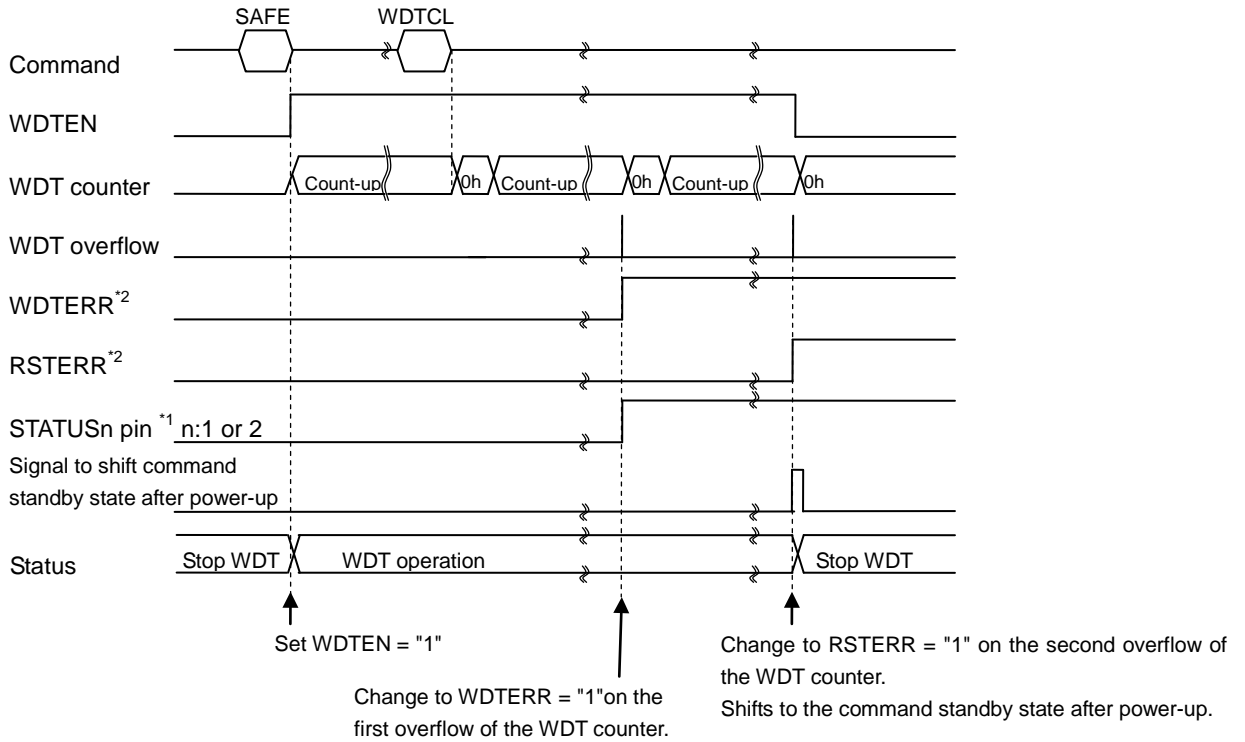 SAFE WDTCL
Command
WDTEN
WDT counter Count-up 0h Count-up 0h Count-up 0h
WDT overflow
WDTERR*2
RSTERR*2
STATUSn pin *1 n:1 or 2
Signal to shift command
standby state after power-up
Status Stop WDT WDT operation Stop WDT
Set WDTEN = "1"
Change to WDTERR = "1"on the
first overflow of the WDT counter.
Change to RSTERR = "1" on the second overflow of
the WDT counter.
Shifts to the command standby state after power-up.